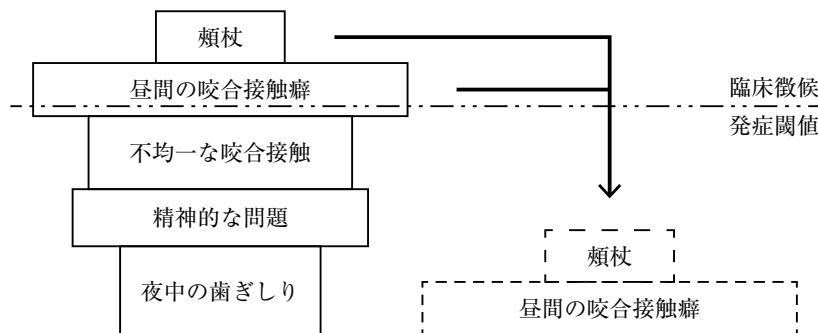 頰杖
昼間の咬合接触癖
臨床徴候
発症閾値
不均一な咬合接触
精神的な問題
夜中の歯ぎしり
頰杖
昼間の咬合接触癖